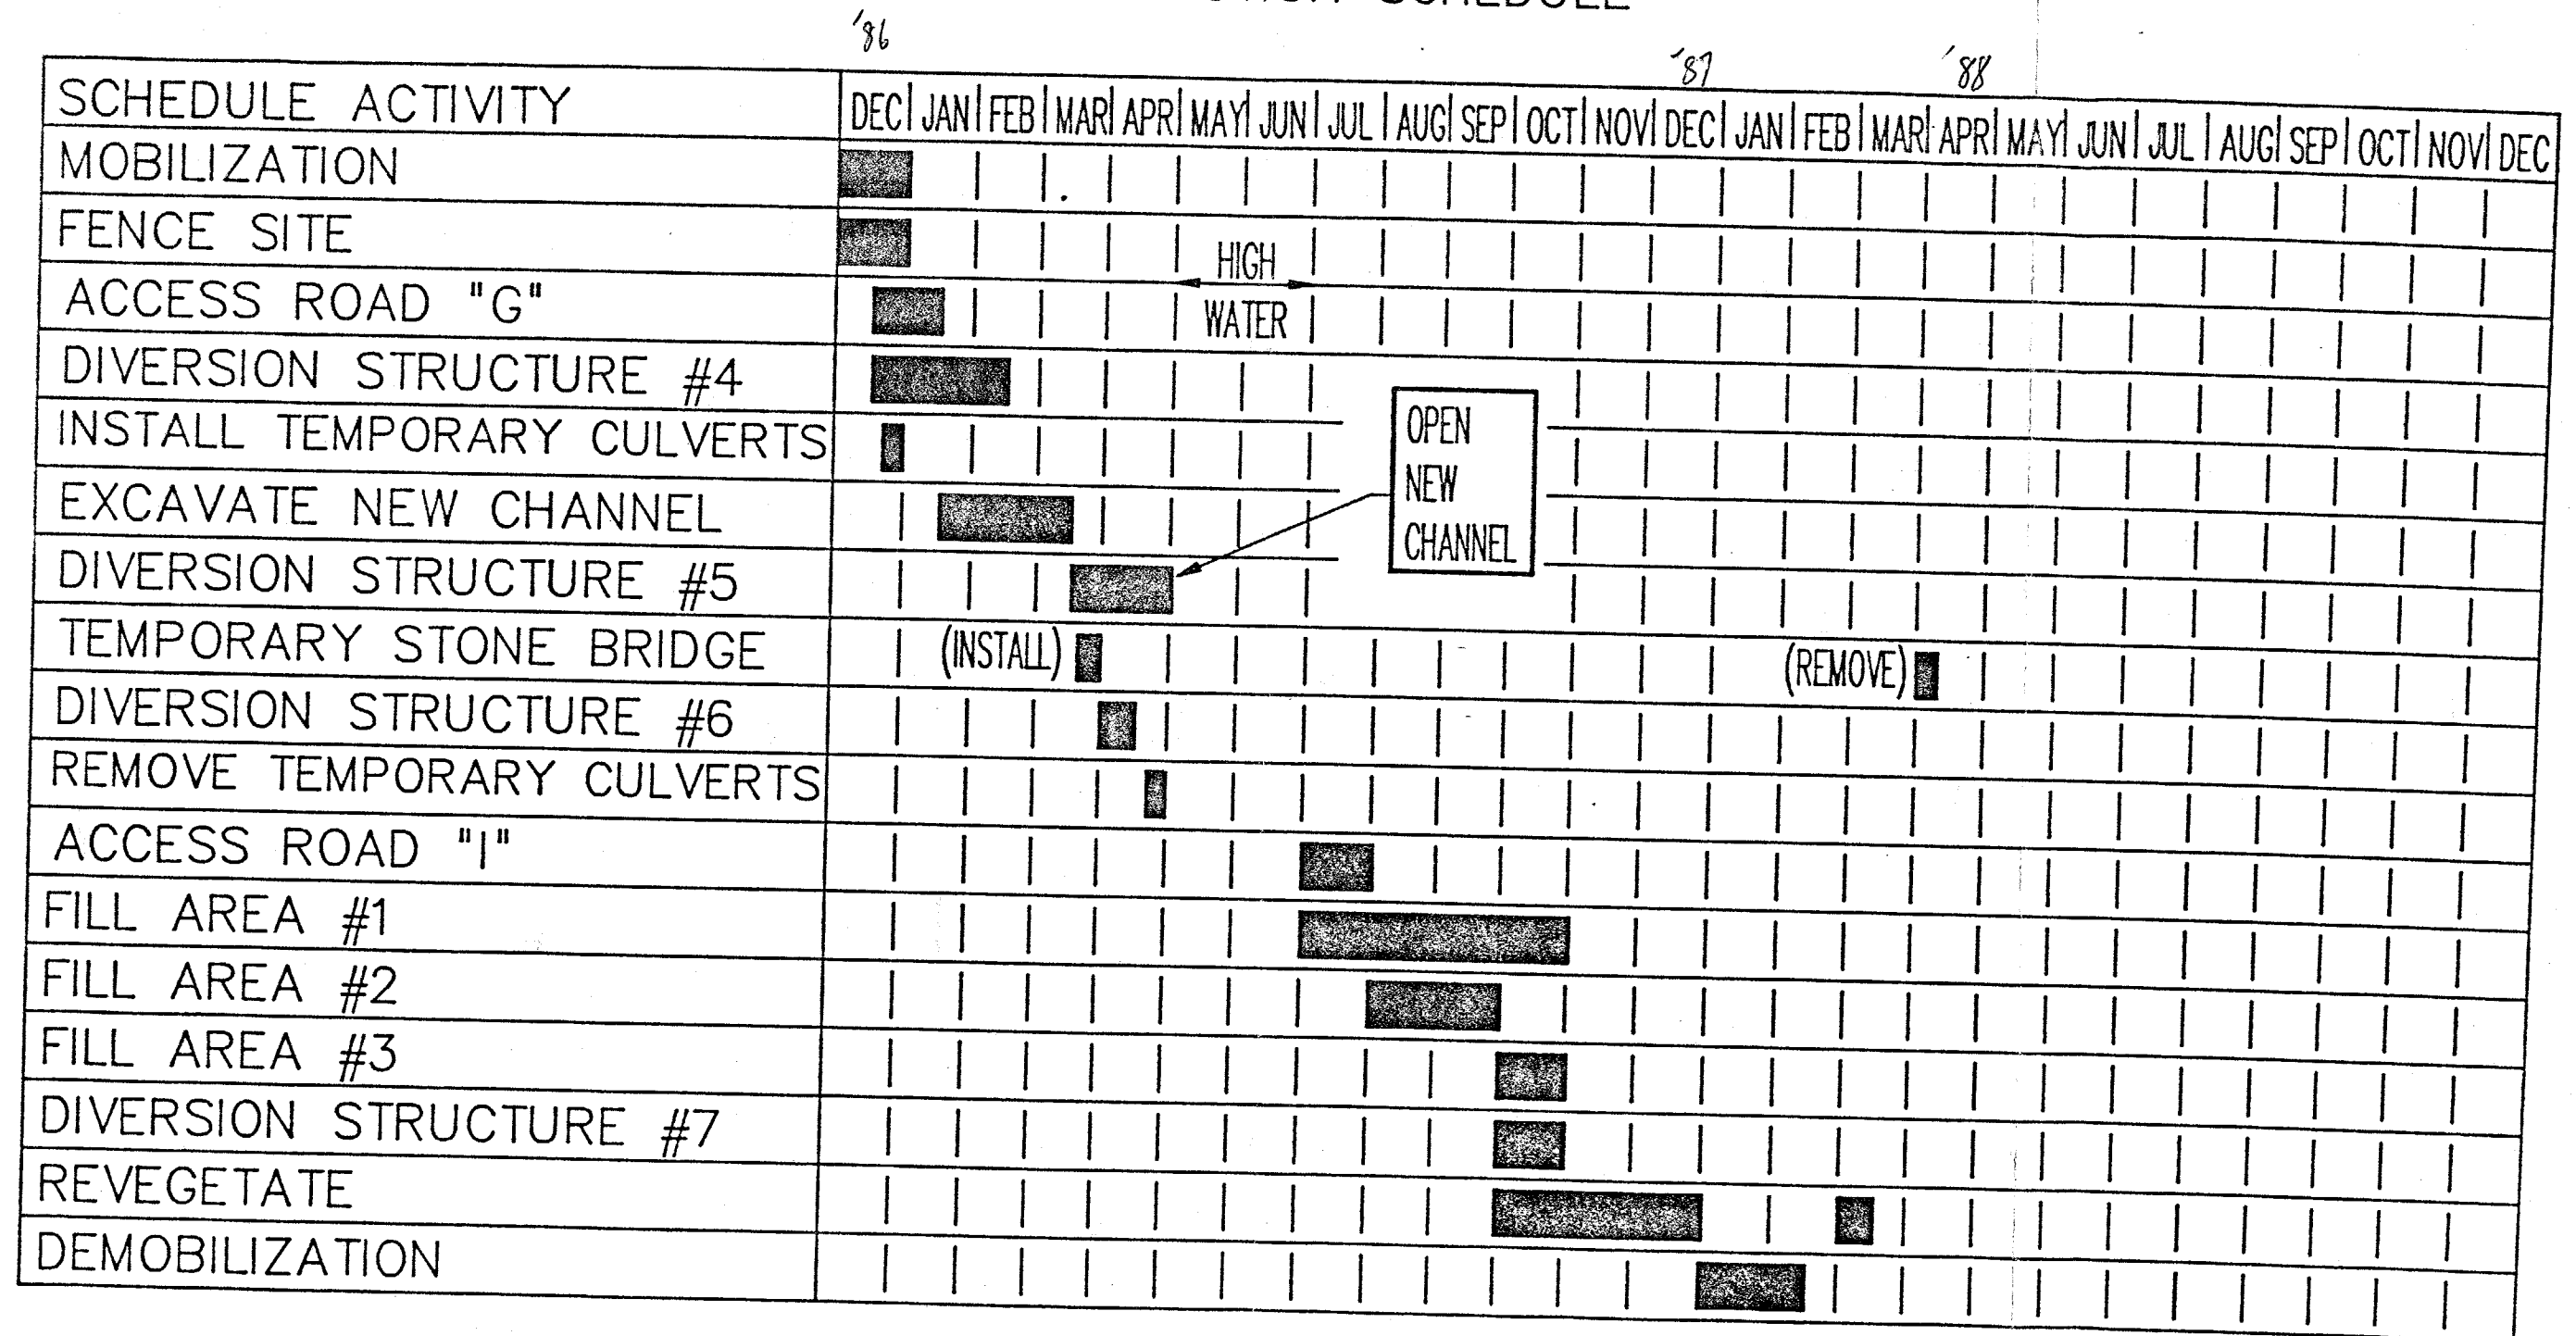 SCHEDULE
'86 '87 '88
SCHEDULE ACTIVITY DEC JAN FEB MAR APR MAY JUN JUL AUG SEP OCT NOV DEC JAN FEB MAR APR MAY JUN JUL AUG SEP OCT NOV DEC
MOBILIZATION
FENCE SITE
HIGH
ACCESS ROAD "G"
WATER
DIVERSION STRUCTURE #4
INSTALL TEMPORARY CULVERTS
OPEN
NEW
CHANNEL
EXCAVATE NEW CHANNEL
DIVERSION STRUCTURE #5
TEMPORARY STONE BRIDGE (INSTALL) (REMOVE)
DIVERSION STRUCTURE #6
REMOVE TEMPORARY CULVERTS
ACCESS ROAD "I"
FILL AREA #1
FILL AREA #2
FILL AREA #3
DIVERSION STRUCTURE #7
REVEGETATE
DEMOBILIZATION